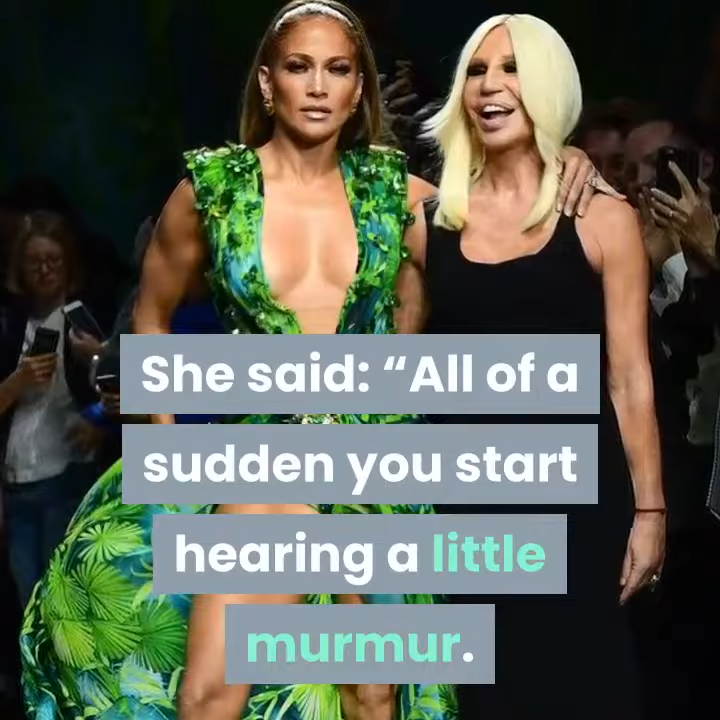 She said: “All of a
sudden you start
hearing a little
murmur.